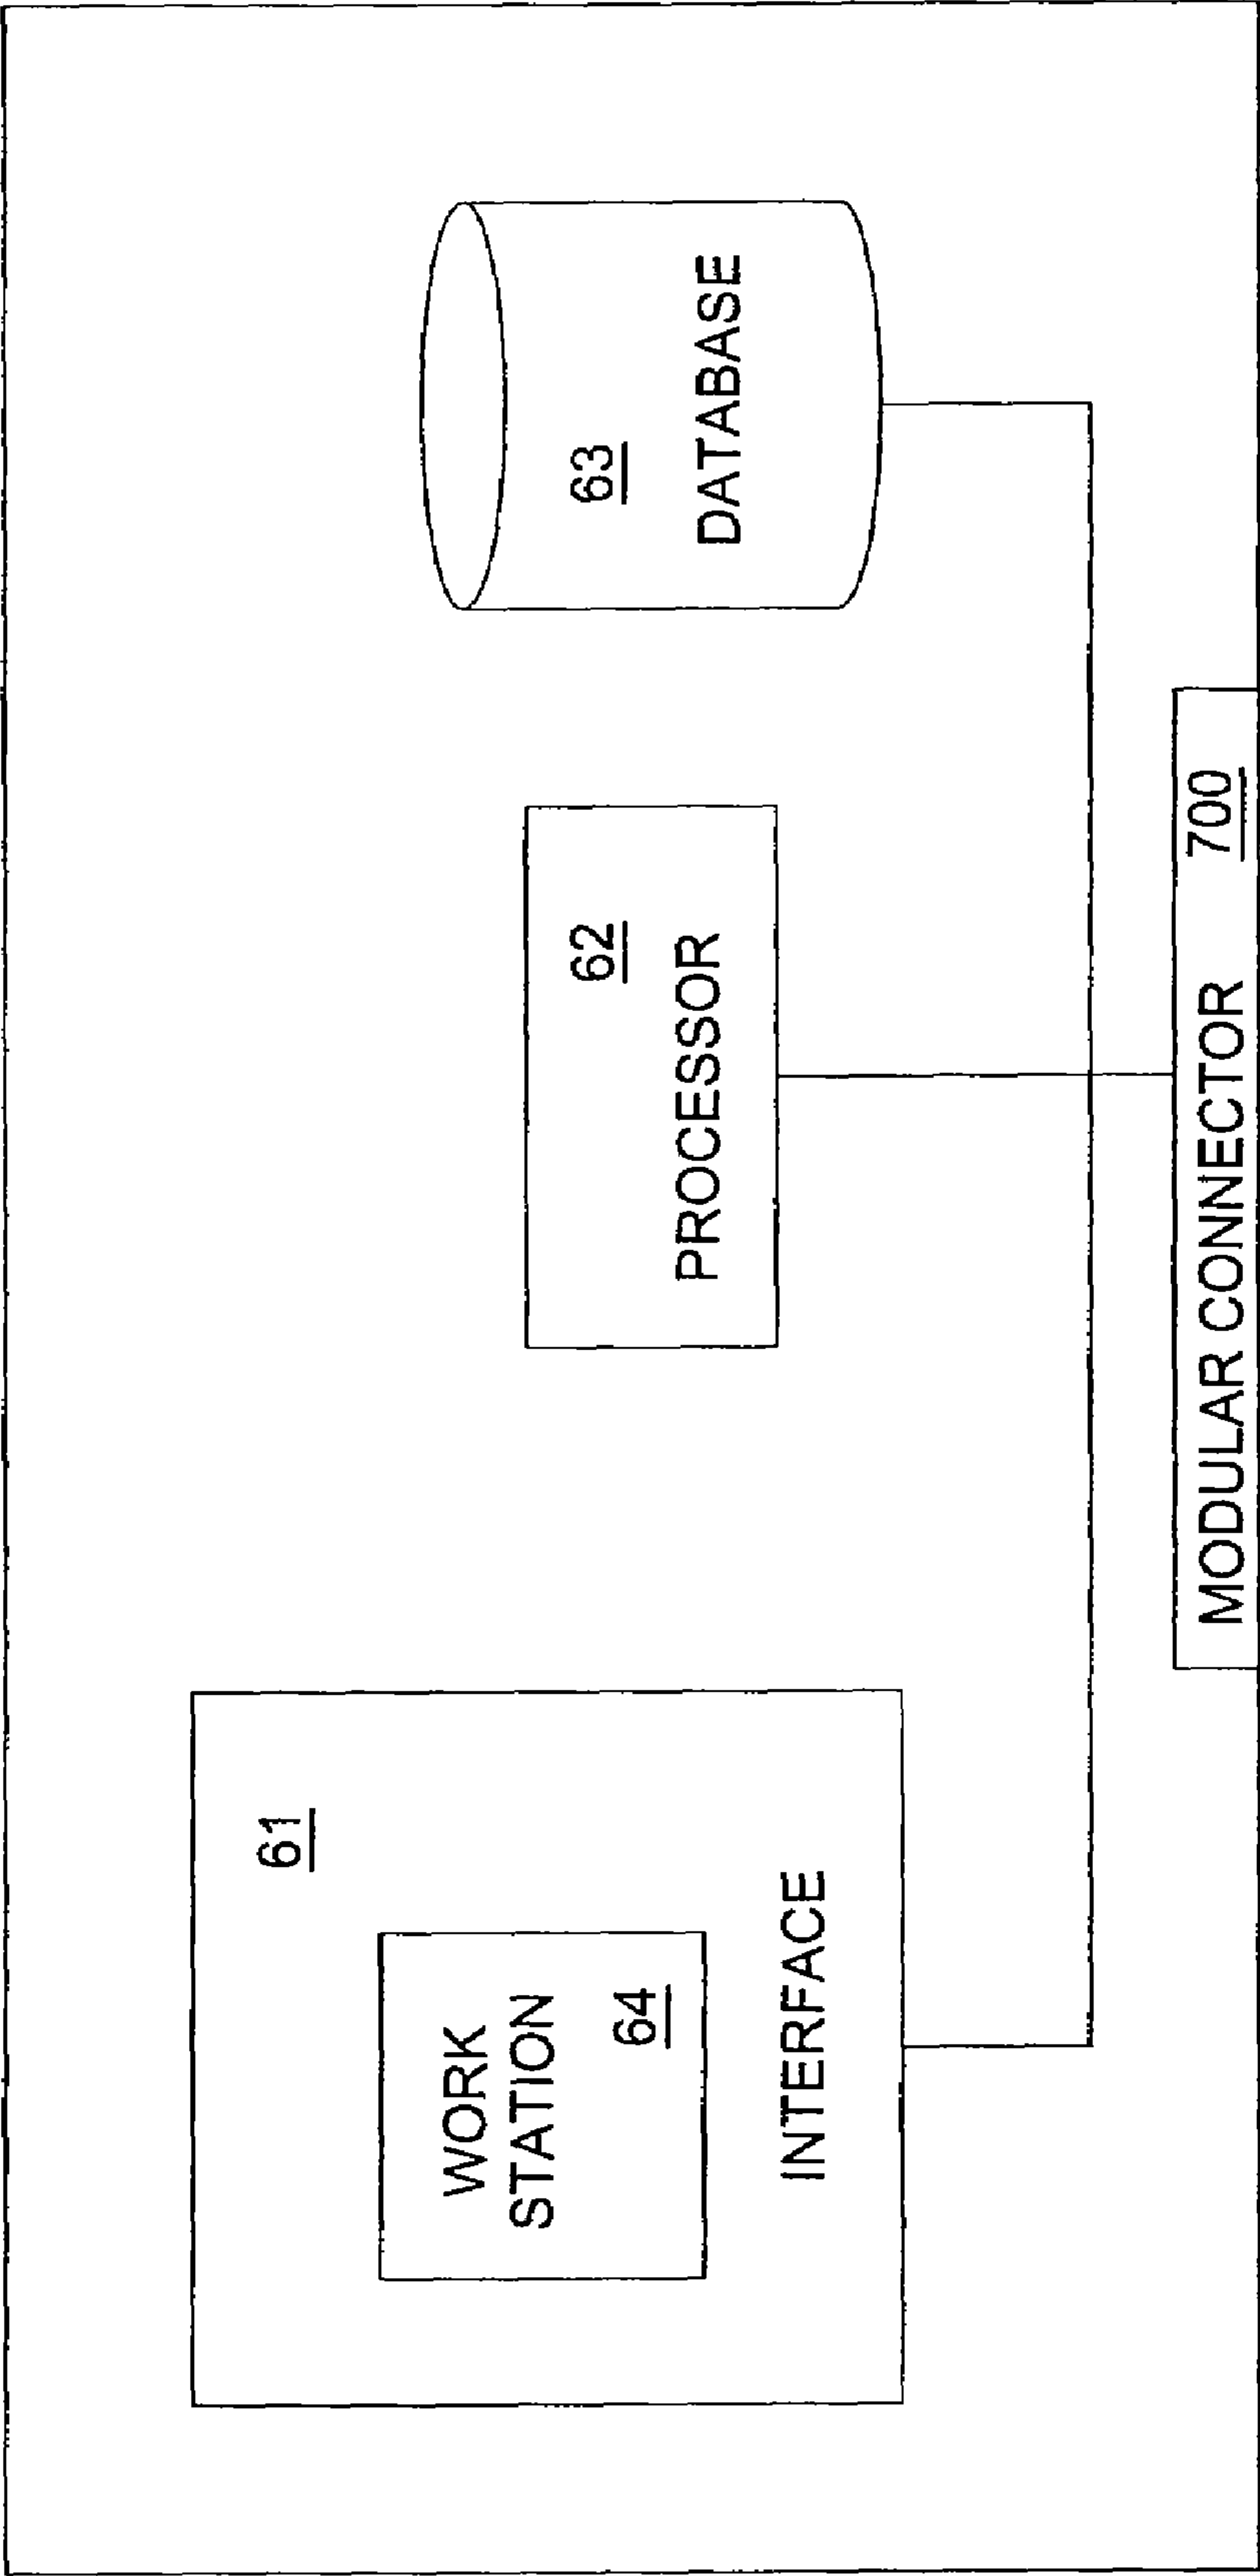 61
WORK
STATION
64
INTERFACE
62
PROCESSOR
63
DATABASE
MODULAR CONNECTOR 700